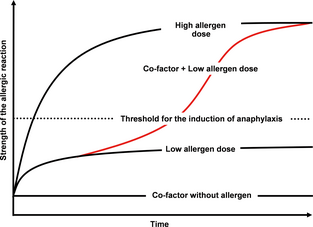 High allergen
dose
Co-factor + Low allergen dose
Threshold for the induction of anaphylaxis
Low allergen dose
Co-factor without allergen
Strength of the allergic reaction
Time